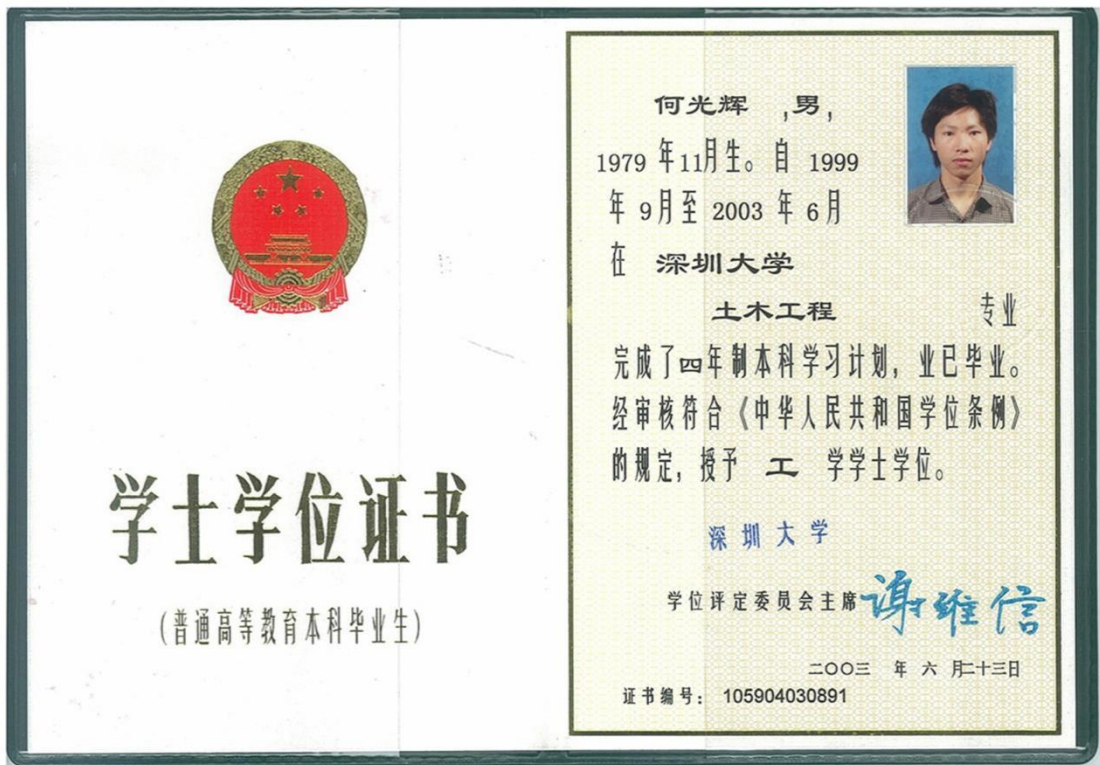 学士学位证书
(普通高等教育本科毕业生)
何光辉 ,男,
1979 年11月生。自 1999
年 9月至 2003 年 6月
在 深圳大学
土木工程 专业
完成了四年制本科学习计划,业已毕业。
经审核符合《中华人民共和国学位条例》
的规定,授予 工 学学士学位。
深圳大学
学位评定委员会主席 谢维信
二〇〇三 年 六 月二十三日
证书编号: 105904030891